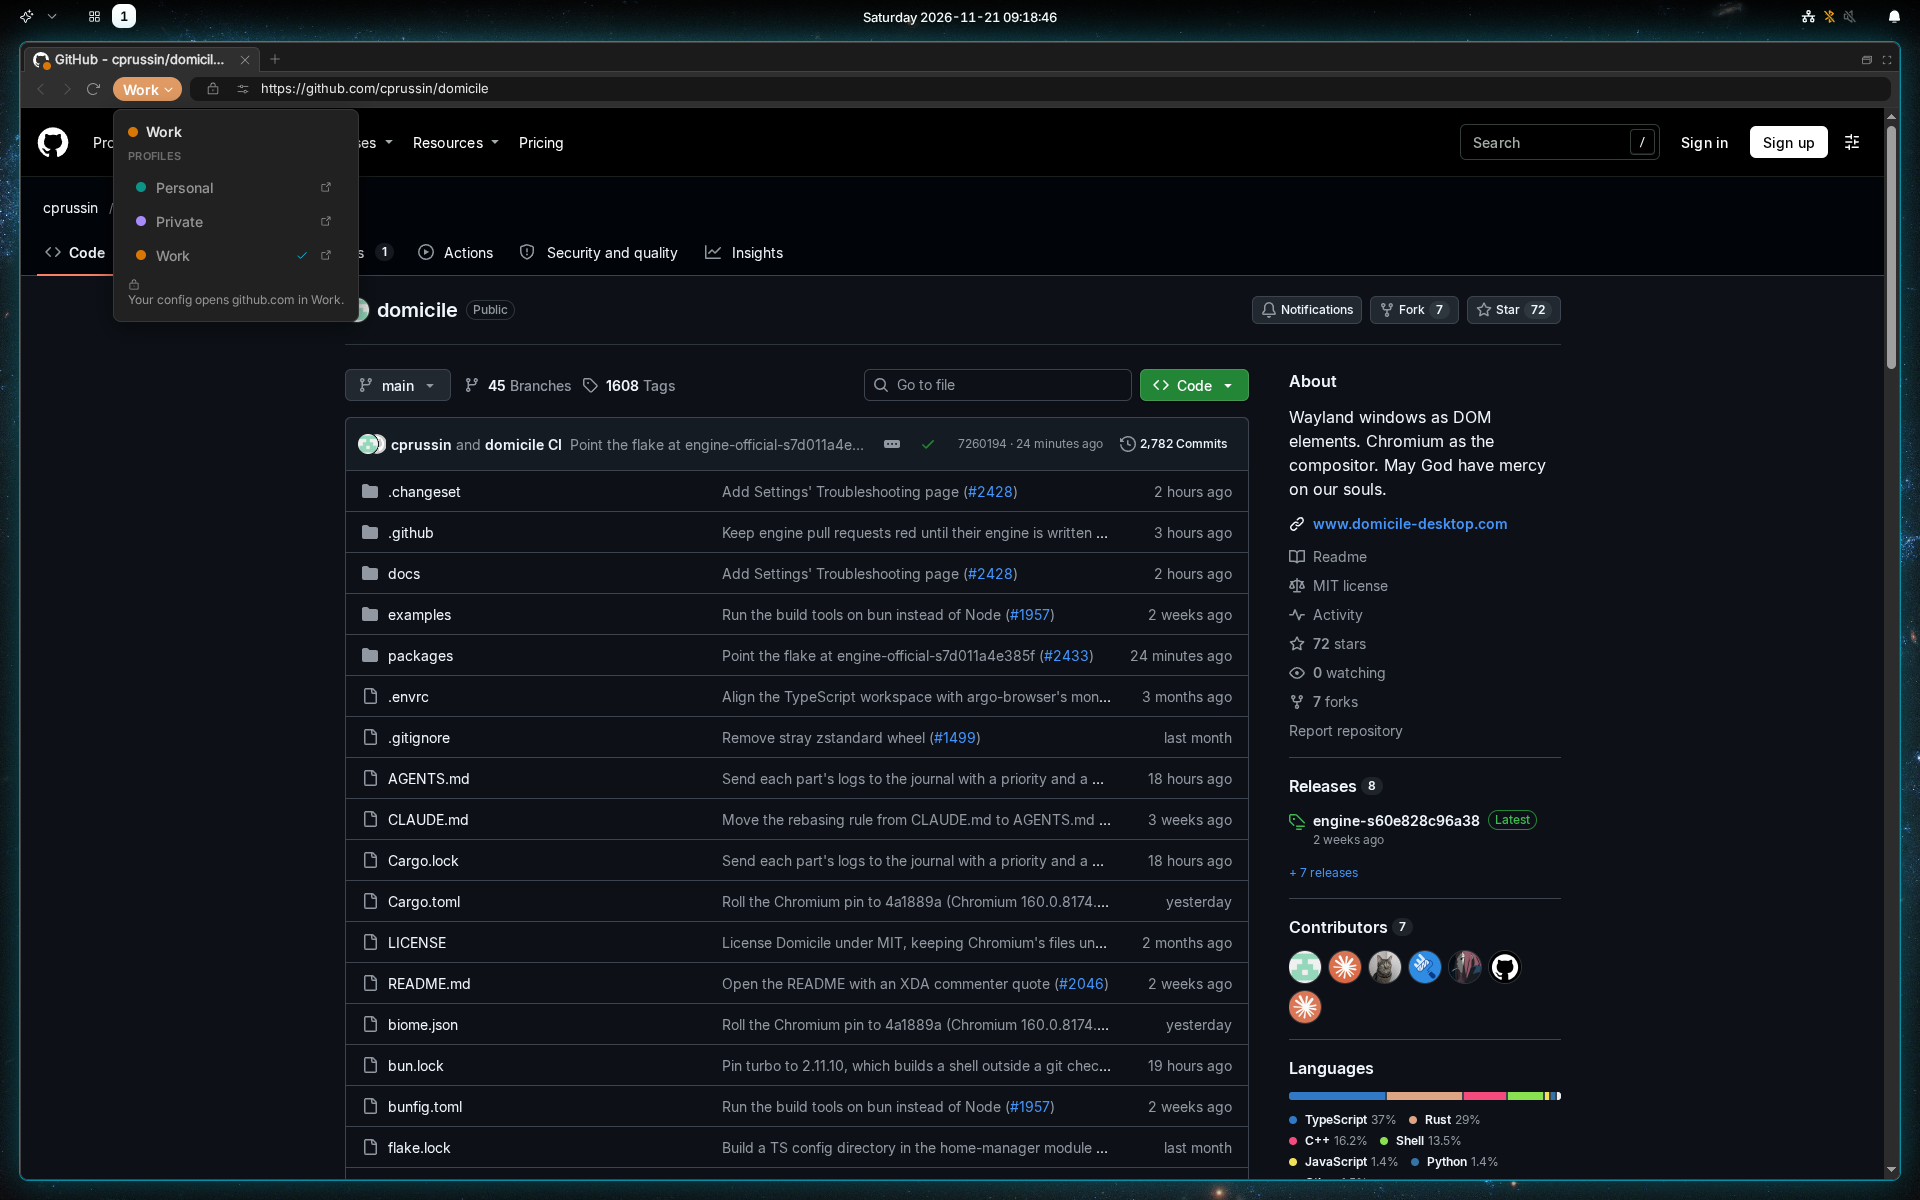 1
Saturday 2026-11-21 09:18:46
GitHub - cprussin/domicil...
Work
https://github.com/cprussin/domicile
Work
PROFILES
Personal
Private
Work
Your config opens github.com in Work.
Resources
Pricing
Search
/
Sign in
Sign up
cprussin /
Code
1
Actions
Security and quality
Insights
domicile
Public
Notifications
Fork 7
Star 72
main
45 Branches
1608 Tags
Go to file
Code
cprussin and domicile CI Point the flake at engine-official-s7d011a4e...
7260194 · 24 minutes ago
2,782 Commits
.changeset Add Settings' Troubleshooting page (#2428) 2 hours ago
.github Keep engine pull requests red until their engine is written ... 3 hours ago
docs Add Settings' Troubleshooting page (#2428) 2 hours ago
examples Run the build tools on bun instead of Node (#1957) 2 weeks ago
packages Point the flake at engine-official-s7d011a4e385f (#2433) 24 minutes ago
.envrc Align the TypeScript workspace with argo-browser's mon... 3 months ago
.gitignore Remove stray zstandard wheel (#1499) last month
AGENTS.md Send each part's logs to the journal with a priority and a ... 18 hours ago
CLAUDE.md Move the rebasing rule from CLAUDE.md to AGENTS.md ... 3 weeks ago
Cargo.lock Send each part's logs to the journal with a priority and a ... 18 hours ago
Cargo.toml Roll the Chromium pin to 4a1889a (Chromium 160.0.8174.... yesterday
LICENSE License Domicile under MIT, keeping Chromium's files un... 2 months ago
README.md Open the README with an XDA commenter quote (#2046) 2 weeks ago
biome.json Roll the Chromium pin to 4a1889a (Chromium 160.0.8174.... yesterday
bun.lock Pin turbo to 2.11.10, which builds a shell outside a git chec... 19 hours ago
bunfig.toml Run the build tools on bun instead of Node (#1957) 2 weeks ago
flake.lock Build a TS config directory in the home-manager module ... last month
About
Wayland windows as DOM
elements. Chromium as the
compositor. May God have mercy
on our souls.
www.domicile-desktop.com
Readme
MIT license
Activity
72 stars
0 watching
7 forks
Report repository
Releases 8
engine-s60e828c96a38 Latest
2 weeks ago
+ 7 releases
Contributors 7
Languages
TypeScript 37% Rust 29%
C++ 16.2% Shell 13.5%
JavaScript 1.4% Python 1.4%